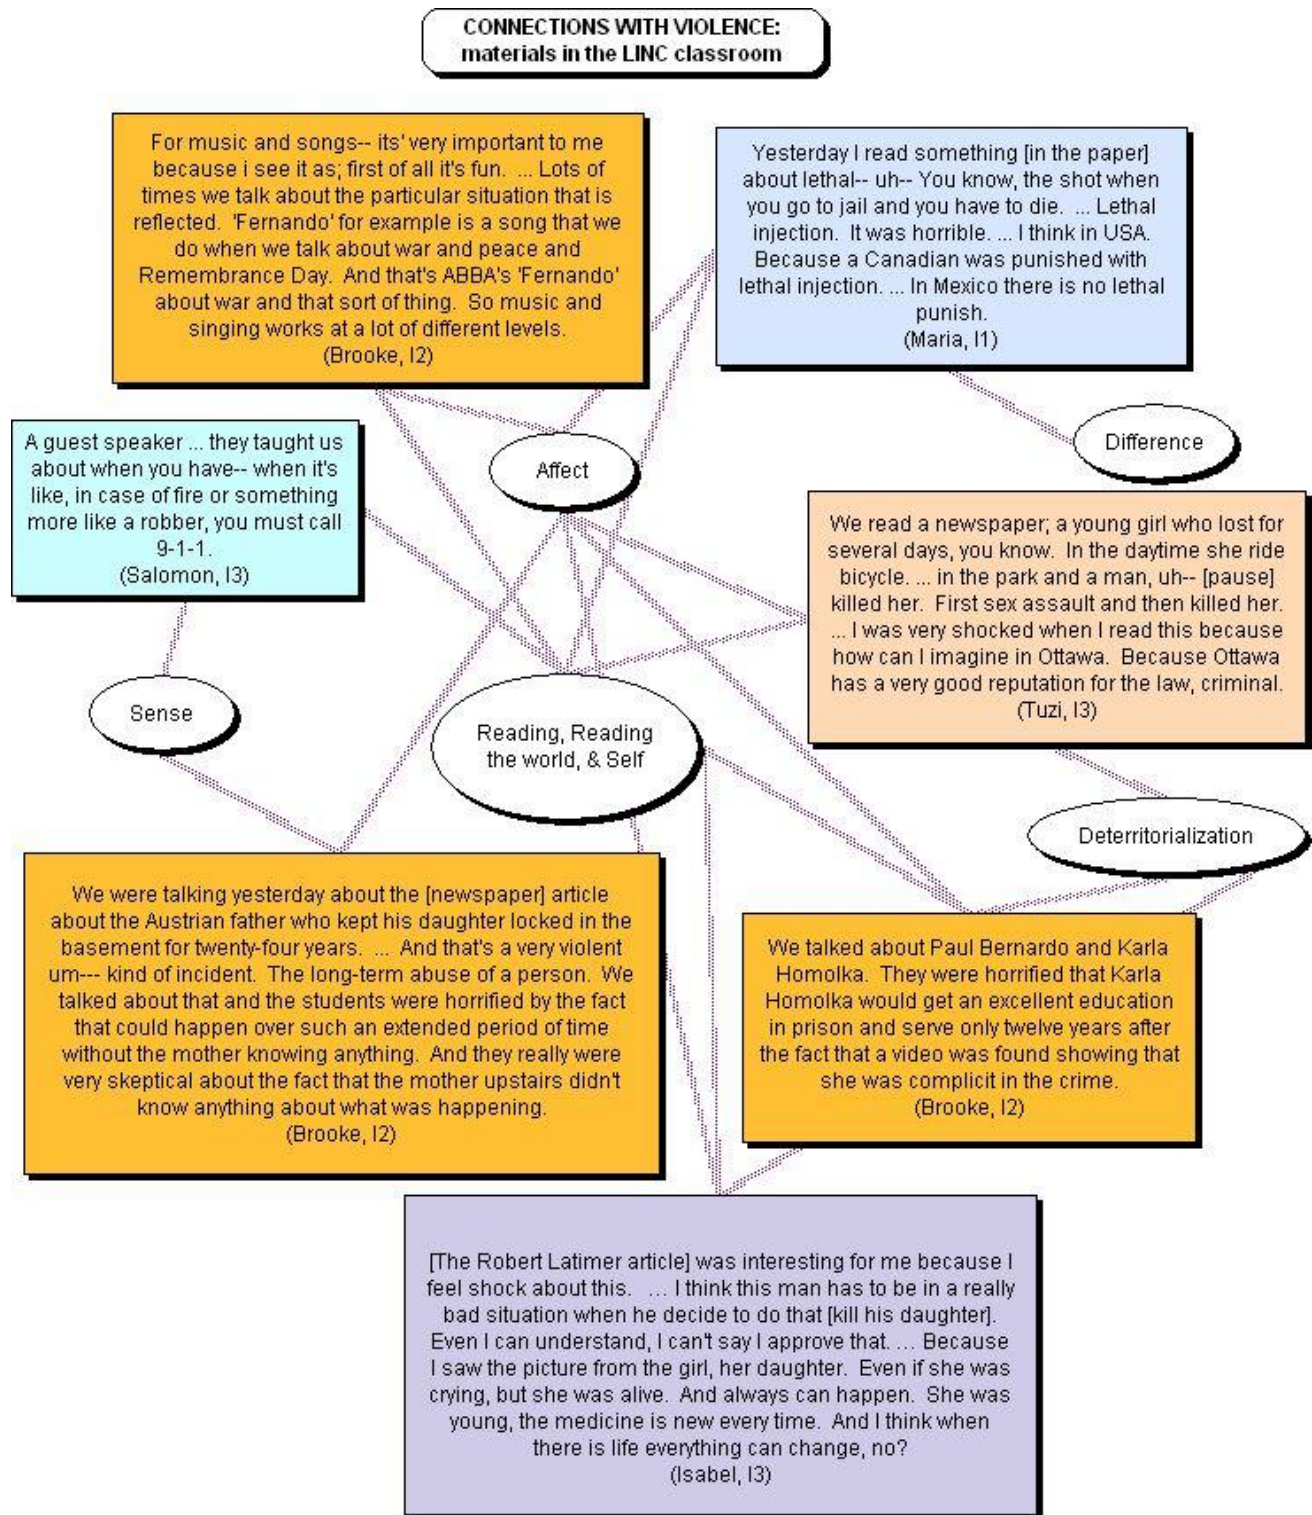 CONNECTIONS WITH VIOLENCE:
materials in the LINC classroom
For music and songs-- its' very important to me
because i see it as; first of all it's fun. ... Lots of
times we talk about the particular situation that is
reflected. 'Fernando' for example is a song that we
do when we talk about war and peace and
Remembrance Day. And that's ABBA's 'Fernando'
about war and that sort of thing. So music and
singing works at a lot of different levels.
(Brooke, I2)
Yesterday I read something [in the paper]
about lethal-- uh-- You know, the shot when
you go to jail and you have to die. ... Lethal
injection. It was horrible. ... I think in USA.
Because a Canadian was punished with
lethal injection. ... In Mexico there is no lethal
punish.
(Maria, I1)
A guest speaker ... they taught us
about when you have-- when it's
like, in case of fire or something
more like a robber, you must call
9-1-1.
(Salomon, I3)
Affect
Difference
We read a newspaper; a young girl who lost for
several days, you know. In the daytime she ride
bicycle. ... in the park and a man, uh-- [pause]
killed her. First sex assault and then killed her.
... I was very shocked when I read this because
how can I imagine in Ottawa. Because Ottawa
has a very good reputation for the law, criminal.
(Tuzi, I3)
Sense
Reading, Reading
the world, & Self
Deterritorialization
We were talking yesterday about the [newspaper] article
about the Austrian father who kept his daughter locked in the
basement for twenty-four years. ... And that's a very violent
um--- kind of incident. The long-term abuse of a person. We
talked about that and the students were horrified by the fact
that could happen over such an extended period of time
without the mother knowing anything. And they really were
very skeptical about the fact that the mother upstairs didn't
know anything about what was happening.
(Brooke, I2)
We talked about Paul Bernardo and Karla
Homolka. They were horrified that Karla
Homolka would get an excellent education
in prison and serve only twelve years after
the fact that a video was found showing that
she was complicit in the crime.
(Brooke, I2)
[The Robert Latimer article] was interesting for me because I
feel shock about this. ... I think this man has to be in a really
bad situation when he decide to do that [kill his daughter].
Even I can understand, I can't say I approve that. ... Because
I saw the picture from the girl, her daughter. Even if she was
crying, but she was alive. And always can happen. She was
young, the medicine is new every time. And I think when
there is life everything can change, no?
(Isabel, I3)